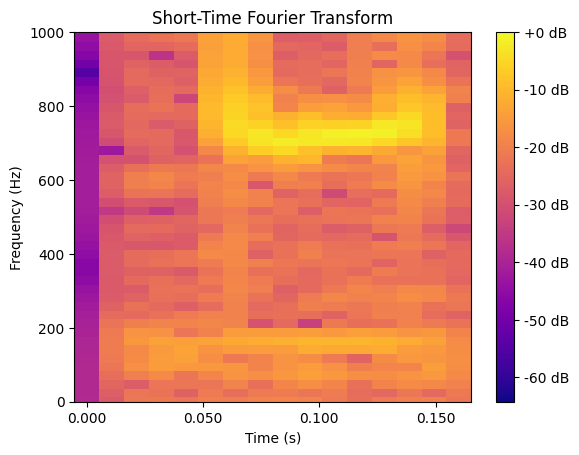 Short-Time Fourier Transform
Frequency (Hz)
1000
800
600
400
200
0
0.000
0.050
0.100
0.150
Time (s)
+0 dB
-10 dB
-20 dB
-30 dB
-40 dB
-50 dB
-60 dB